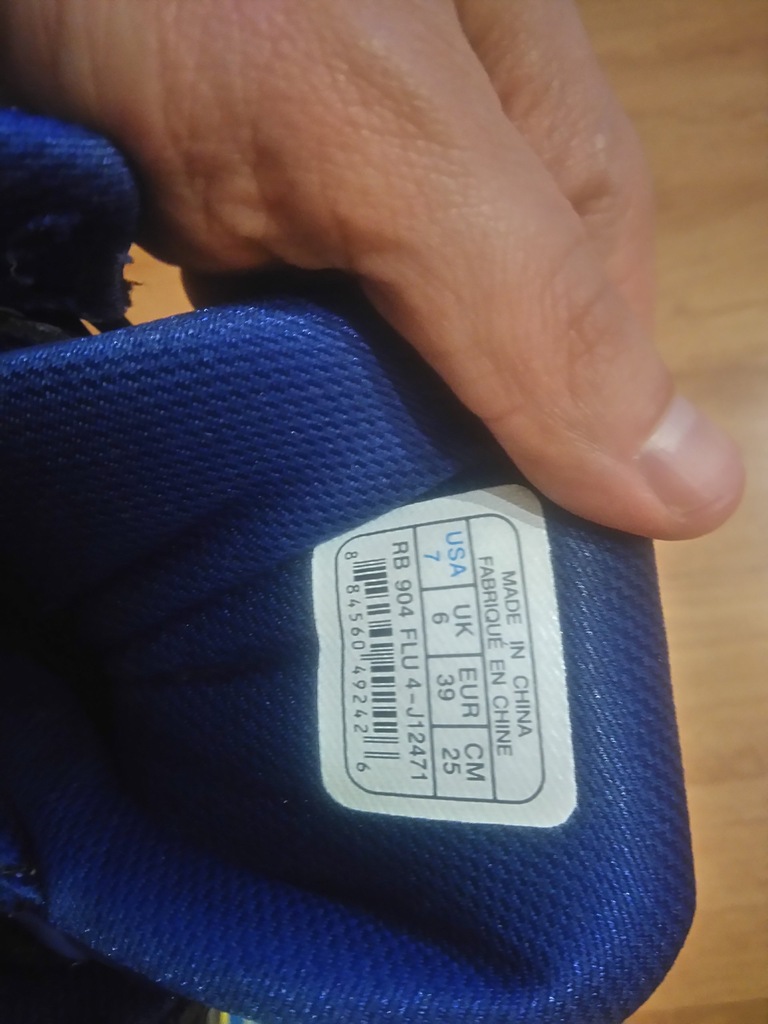 MADE IN CHINA
FABRIQUÉ EN CHINE
USA UK EUR CM
7 6 39 25
RB 904 FLU 4-J12471
8 84560 49242 6